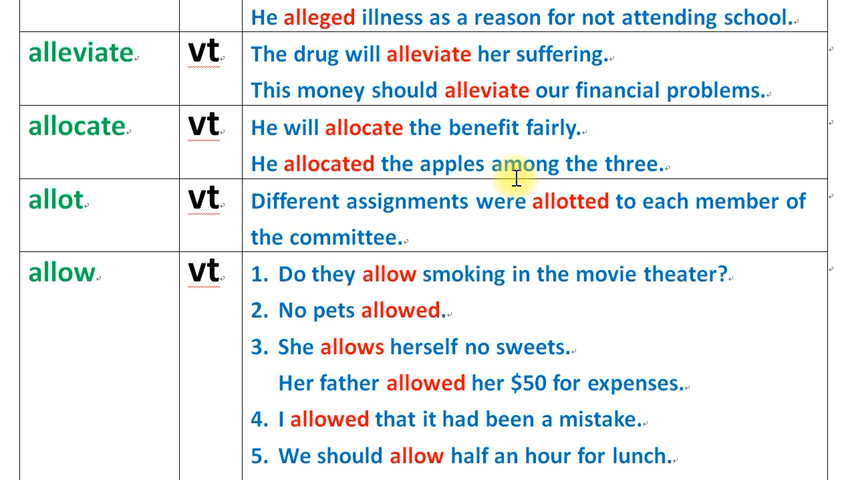 He alleged illness as a reason for not attending school.
alleviate vt The drug will alleviate her suffering.
This money should alleviate our financial problems.
allocate vt He will allocate the benefit fairly.
He allocated the apples among the three.
allot vt Different assignments were allotted to each member of
the committee.
allow vt 1. Do they allow smoking in the movie theater?
2. No pets allowed.
3. She allows herself no sweets.
Her father allowed her $50 for expenses.
4. I allowed that it had been a mistake.
5. We should allow half an hour for lunch.